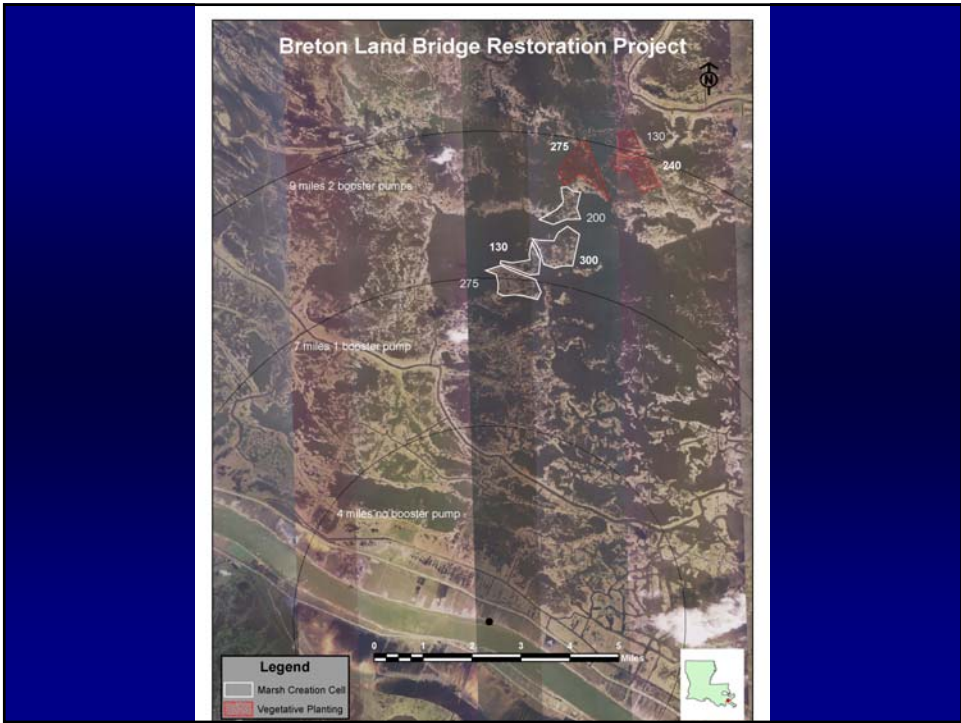 Breton Land Bridge Restoration Project
N
130
275
240
9 miles 2 booster pumps
200
130
300
275
7 miles 1 booster pump
4 miles no booster pump
0 1 2 3 4 5
Miles
Legend
Marsh Creation Cell
Vegetative Planting